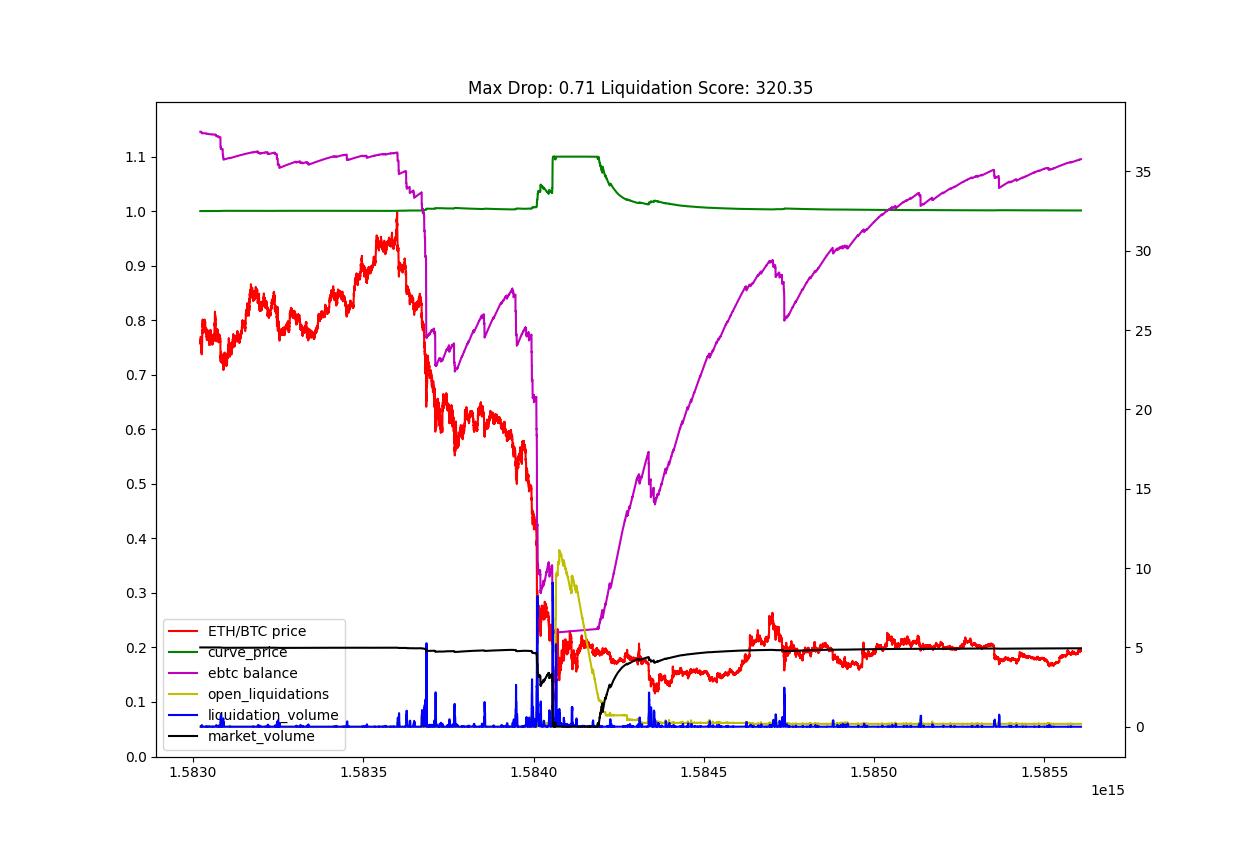 Max Drop: 0.71 Liquidation Score: 320.35
1.1
1.0
0.9
0.8
0.7
0.6
0.5
0.4
0.3
0.2
0.1
0.0
35
30
25
20
15
10
5
0
ETH/BTC price
curve_price
ebtc balance
open_liquidations
liquidation_volume
market_volume
1.5830 1.5835 1.5840 1.5845 1.5850 1.5855
1e15